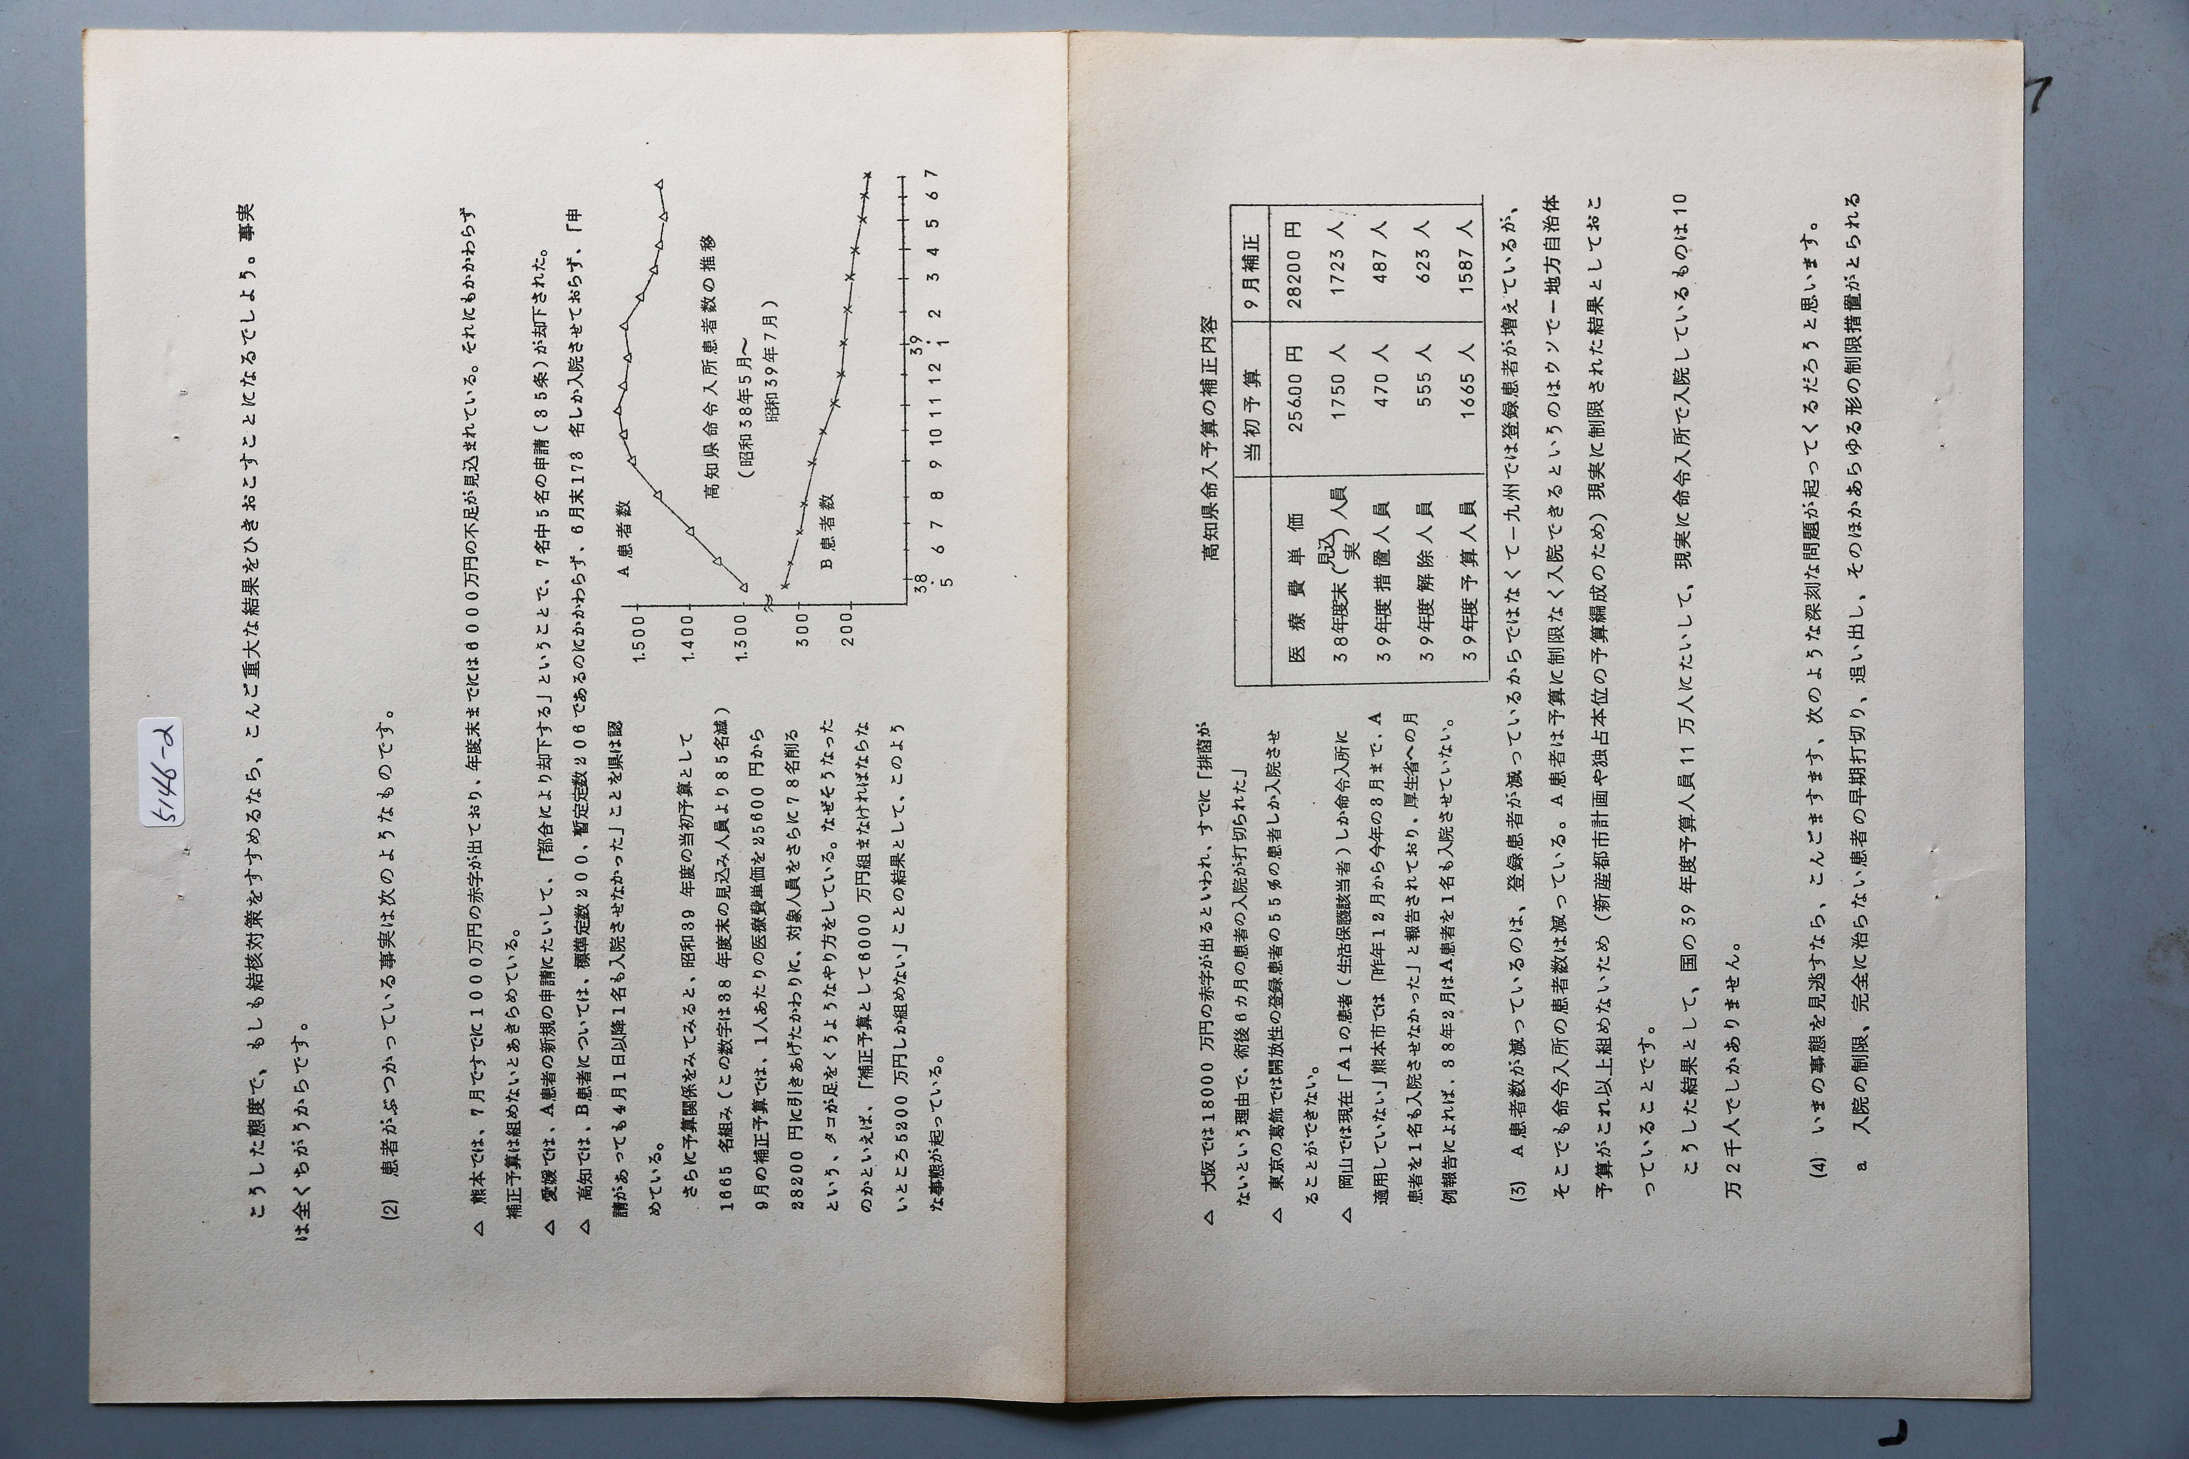 5146-2
こうした態度で、もしも結核対策をすすめるなら、こんご重大な結果をひきおこすことになるでしょう。事実
は全くちがうからです。
(2) 患者がぶつかっている事実は次のようなものです。
△ 熊本では、7月ですでに1000万円の赤字が出ており、年度末までには6000万円の不足が見込まれている。それにもかかわらず
補正予算は組めないとあきらめている。
△ 愛媛では、A患者の新規の申請にたいして、「都合により却下する」ということで、7名中5名の申請(35条)が却下された。
△ 高知では、B患者については、標準定数200、暫定定数206であるのにかかわらず、6月末173名しか入院させておらず、「申
請があっても4月1日以降1名も入院させなかった」ことを県は認
めている。
さらに予算関係をみてみると、昭和39年度の当初予算として
1665名組み(この数字は38年度末の見込み人員より85名減)
9月の補正予算では、1人あたりの医療費単価を25600円から
28200円に引きあげたかわりに、対象人員をさらに78名削る
という、タコが足をくうようなやり方をしている。なぜそうなった
のかといえば、「補正予算として6000万円組まなければならな
いところ5200万円しか組めない」ことの結果として、このよう
な事態が起っている。
A患者数
高知県命令入所患者数の推移
(昭和38年5月〜
昭和39年7月)
B患者数
1.500
1.400
1.300
300
200
38. 39.
5 6 7 8 9 10 11 12 1 2 3 4 5 6 7
△ 大阪では18000万円の赤字が出るといわれ、すでに「排菌が
ないという理由で、術後6カ月の患者の入院が打切られた」
△ 東京の葛飾では開放性の登録患者の55%の患者しか入院させ
ることができない。
△ 岡山では現在「A1の患者(生活保護該当者)しか命令入所に
適用していない」熊本市では「昨年12月から今年の3月まで、A
患者を1名も入院させなかった」と報告されており、厚生省への月
例報告によれば、38年2月はA患者を1名も入院させていない。
高知県命入予算の補正内容
当初予算 9月補正
医療費単価 25600円 28200円
38年度末(見込実)人員 1750人 1723人
39年度措置人員 470人 487人
39年度解除人員 555人 623人
39年度予算人員 1665人 1587人
(3) A患者数が減っているのは、登録患者が減っているからではなくて一九州では登録患者が増えているが、
そこでも命令入所の患者数は減っている。A患者は予算に制限なく入院できるというのはウソで一地方自治体
予算がこれ以上組めないため(新産都市計画や独占本位の予算編成のため)現実に制限された結果としておこ
っていることです。
こうした結果として、国の39年度予算人員11万人にたいして、現実に命令入所で入院しているものは10
万2千人でしかありません。
(4) いまの事態を見逃すなら、こんごますます、次のような深刻な問題が起ってくるだろうと思います。
a 入院の制限、完全に治らない患者の早期打切り、追い出し、そのほかあらゆる形の制限措置がとられる